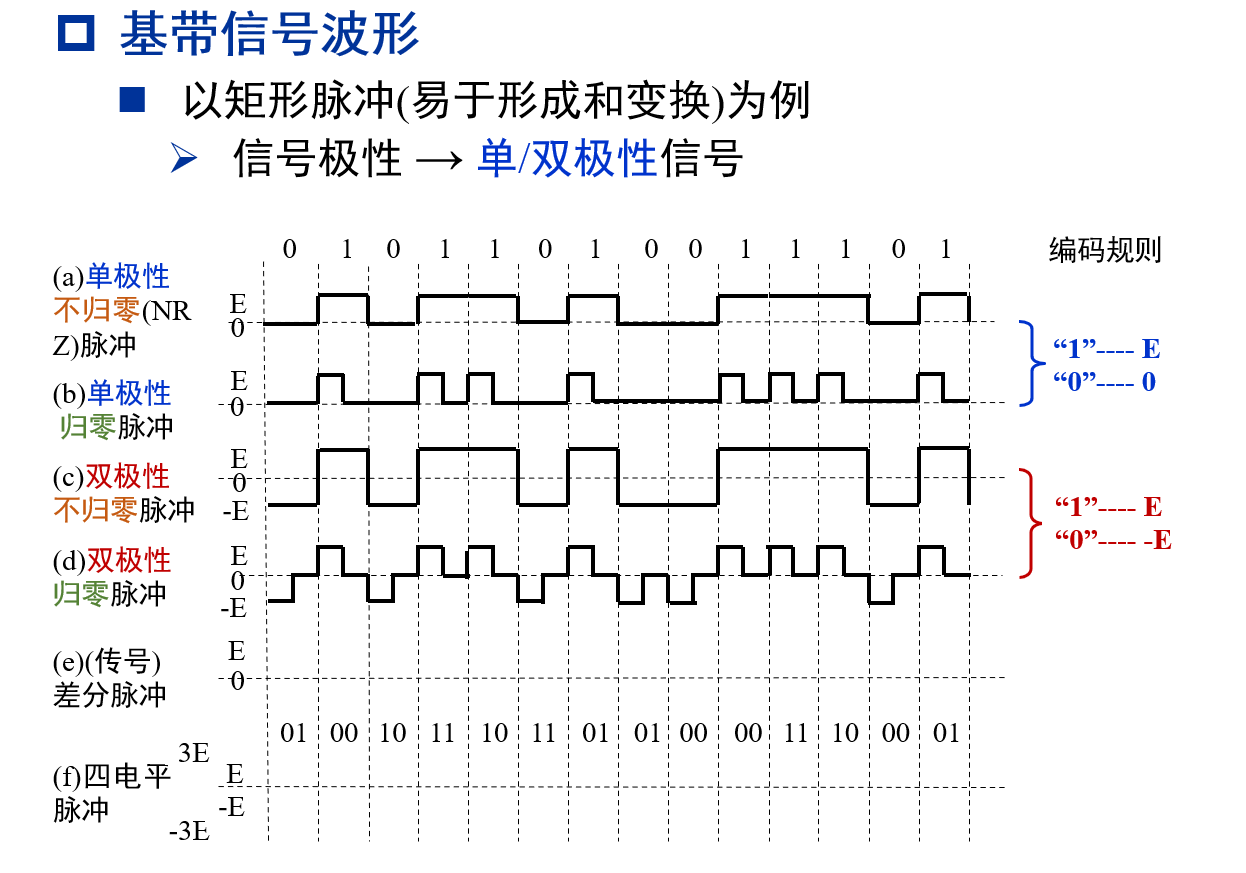 基带信号波形
以矩形脉冲(易于形成和变换)为例
信号极性 → 单/双极性信号
0 1 0 1 1 0 1 0 0 1 1 1 0 1
编码规则
(a)单极性
不归零(NR
Z)脉冲
E
0
“1”---- E
“0”---- 0
(b)单极性
归零脉冲
E
0
(c)双极性
不归零脉冲
E
0
-E
“1”---- E
“0”---- -E
(d)双极性
归零脉冲
E
0
-E
(e)(传号)
差分脉冲
E
0
01 00 10 11 10 11 01 01 00 00 11 10 00 01
(f)四电平
脉冲
3E
E
-E
-3E